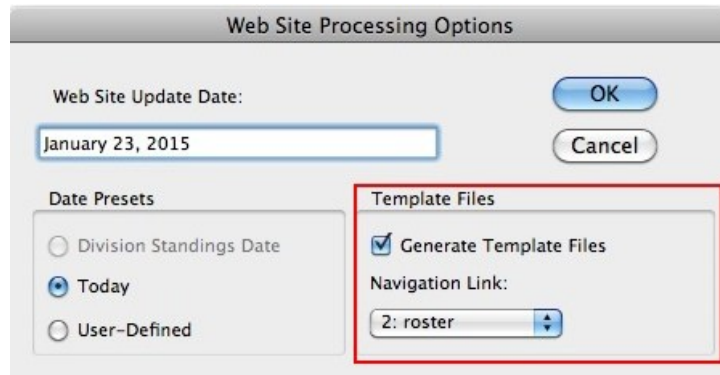 Web Site Processing Options
Web Site Update Date:
OK
January 23, 2015
Cancel
Date Presets
Division Standings Date
Today
User-Defined
Template Files
Generate Template Files
Navigation Link:
2: roster